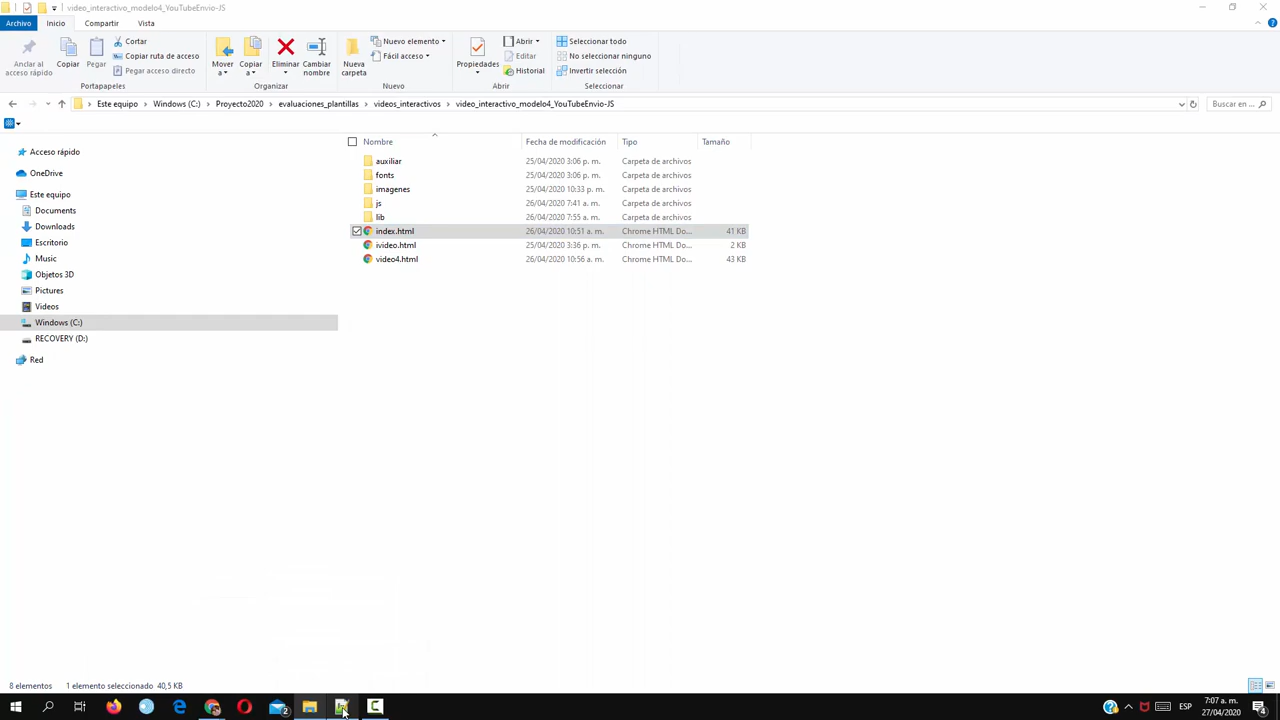 video_interactivo_modelo4_YouTubeEnvio-JS
Archivo Inicio Compartir Vista
Anclar al acceso rápido
Copiar
Pegar
Cortar
Copiar ruta de acceso
Pegar acceso directo
Portapapeles
Mover a
Copiar a
Eliminar
Cambiar nombre
Organizar
Nueva carpeta
Nuevo elemento
Fácil acceso
Nuevo
Propiedades
Abrir
Editar
Historial
Abrir
Seleccionar todo
No seleccionar ninguno
Invertir selección
Seleccionar
Este equipo Windows (C:) Proyecto2020 evaluaciones_plantillas videos_interactivos video_interactivo_modelo4_YouTubeEnvio-JS
Buscar en ...
Acceso rápido
OneDrive
Este equipo
Documents
Downloads
Escritorio
Music
Objetos 3D
Pictures
Videos
Windows (C:)
RECOVERY (D:)
Red
Nombre Fecha de modificación Tipo Tamaño
auxiliar 25/04/2020 3:06 p. m. Carpeta de archivos
fonts 25/04/2020 3:06 p. m. Carpeta de archivos
imagenes 25/04/2020 10:33 p. m. Carpeta de archivos
js 26/04/2020 7:41 a. m. Carpeta de archivos
lib 26/04/2020 7:55 a. m. Carpeta de archivos
index.html 26/04/2020 10:51 a. m. Chrome HTML Do... 41 KB
ivideo.html 25/04/2020 3:36 p. m. Chrome HTML Do... 2 KB
video4.html 26/04/2020 10:56 a. m. Chrome HTML Do... 43 KB
8 elementos 1 elemento seleccionado 40,5 KB
2
ESP
7:07 a. m.
27/04/2020
4